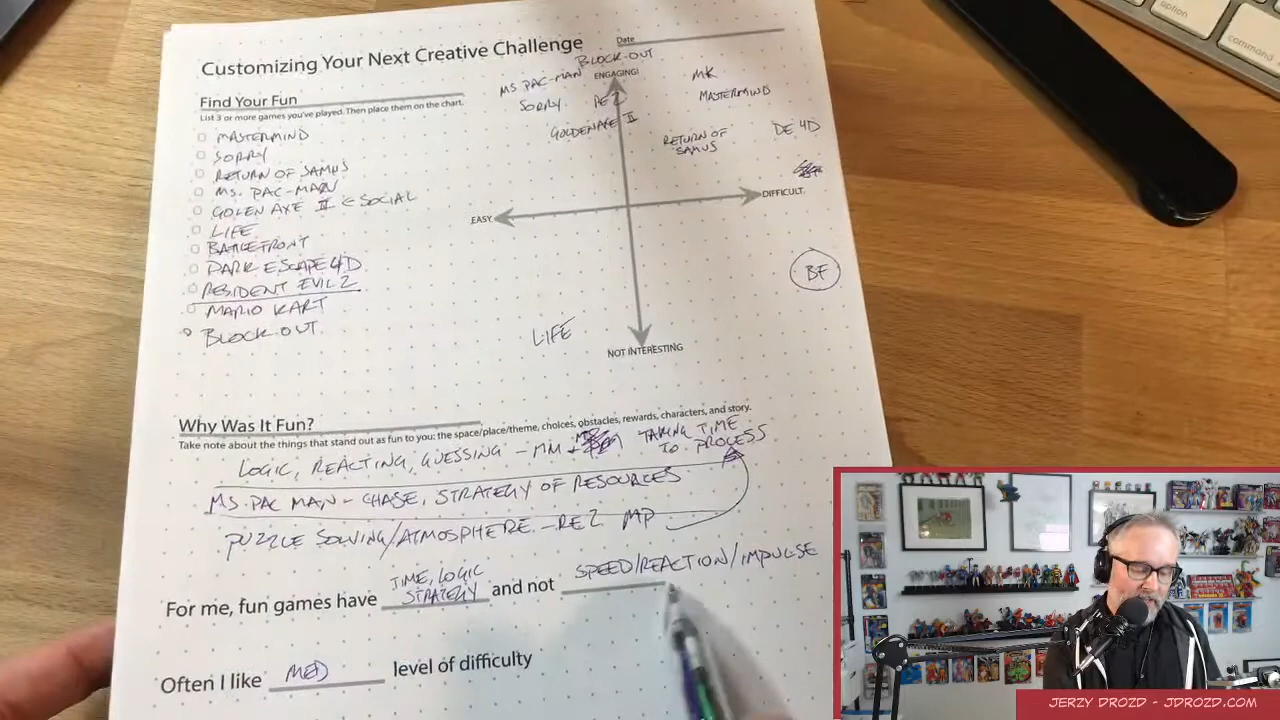 Customizing Your Next Creative Challenge
Date
Find Your Fun
List 3 or more games you've played. Then place them on the chart.
MASTERMIND
SORRY
RETURN OF SAMUS
MS. PAC-MAN
GOLEN AXE II < SOCIAL
LIFE
BATTLEFRONT
DARK ESCAPE 4D
RESIDENT EVIL 2
MARIO KART
BLOCK-OUT
BLOCK-OUT
ENGAGING!
MS PAC-MAN
MK
SORRY
RE2
MASTERMIND
GOLDEN AXE II
RETURN OF
SAMUS
DE 4D
EASY
DIFFICULT
BF
LIFE
NOT INTERESTING
Why Was It Fun?
Take note about the things that stand out as fun to you: the space/place/theme, choices, obstacles, rewards, characters, and story.
LOGIC, REACTING, GUESSING - MM + TAKING TIME
TO PROCESS
MS. PAC MAN - CHASE, STRATEGY OF RESOURCES
PUZZLE SOLVING/ATMOSPHERE - RE2 MP
For me, fun games have TIME, LOGIC STRATEGY and not SPEED/REACTION/IMPULSE
Often I like MED level of difficulty
option
command
JERZY DROZD - JDROZD.COM